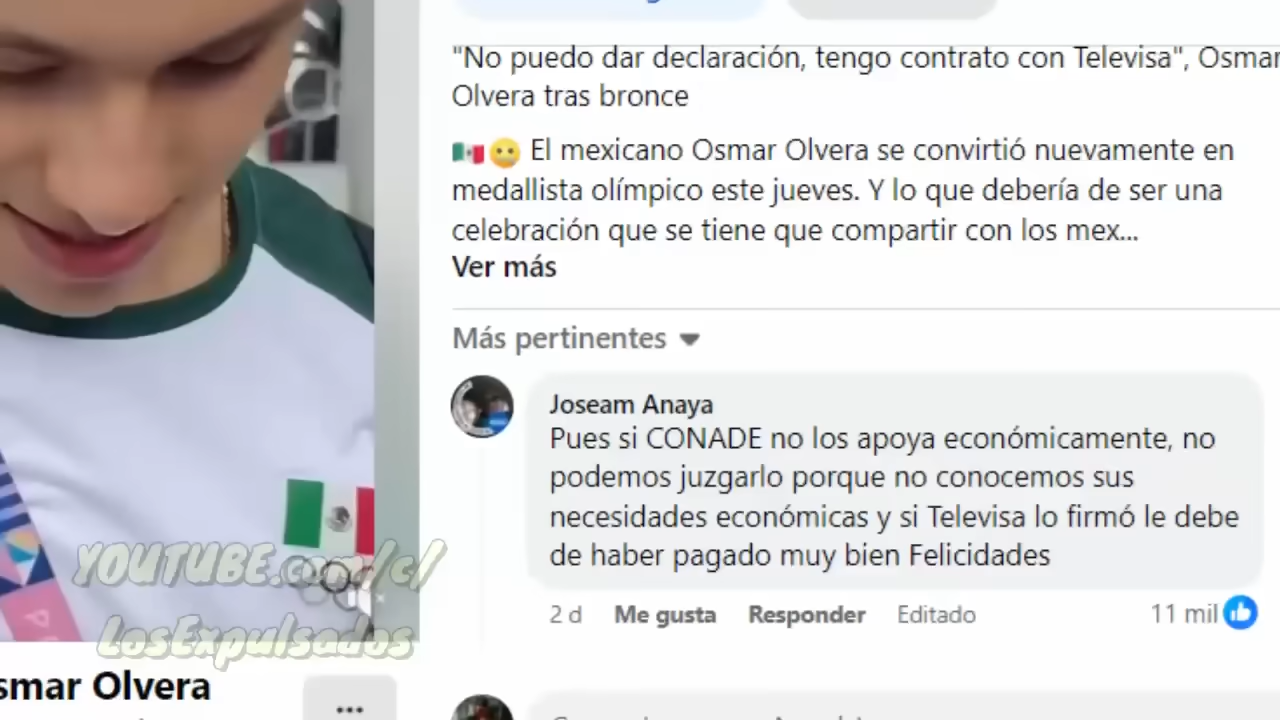 "No puedo dar declaración, tengo contrato con Televisa", Osmar
Olvera tras bronce
🇲🇽😬 El mexicano Osmar Olvera se convirtió nuevamente en
medallista olímpico este jueves. Y lo que debería de ser una
celebración que se tiene que compartir con los mex...
Ver más
Más pertinentes
Joseam Anaya
Pues si CONADE no los apoya económicamente, no
podemos juzgarlo porque no conocemos sus
necesidades económicas y si Televisa lo firmó le debe
de haber pagado muy bien Felicidades
2 d Me gusta Responder Editado 11 mil
YOUTUBE.com/c/
LosExpulsados
smar Olvera
...